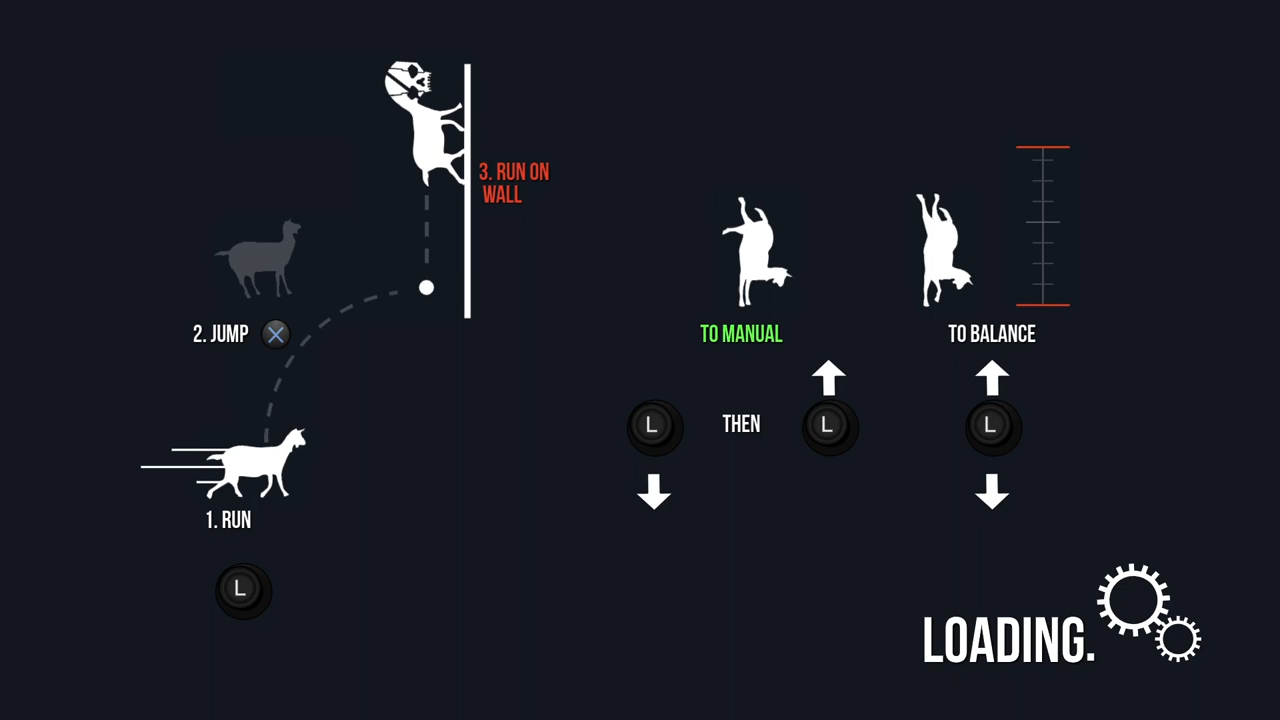 3. RUN ON
WALL
2. JUMP
1. RUN
L
TO MANUAL
L THEN L
TO BALANCE
L
LOADING.